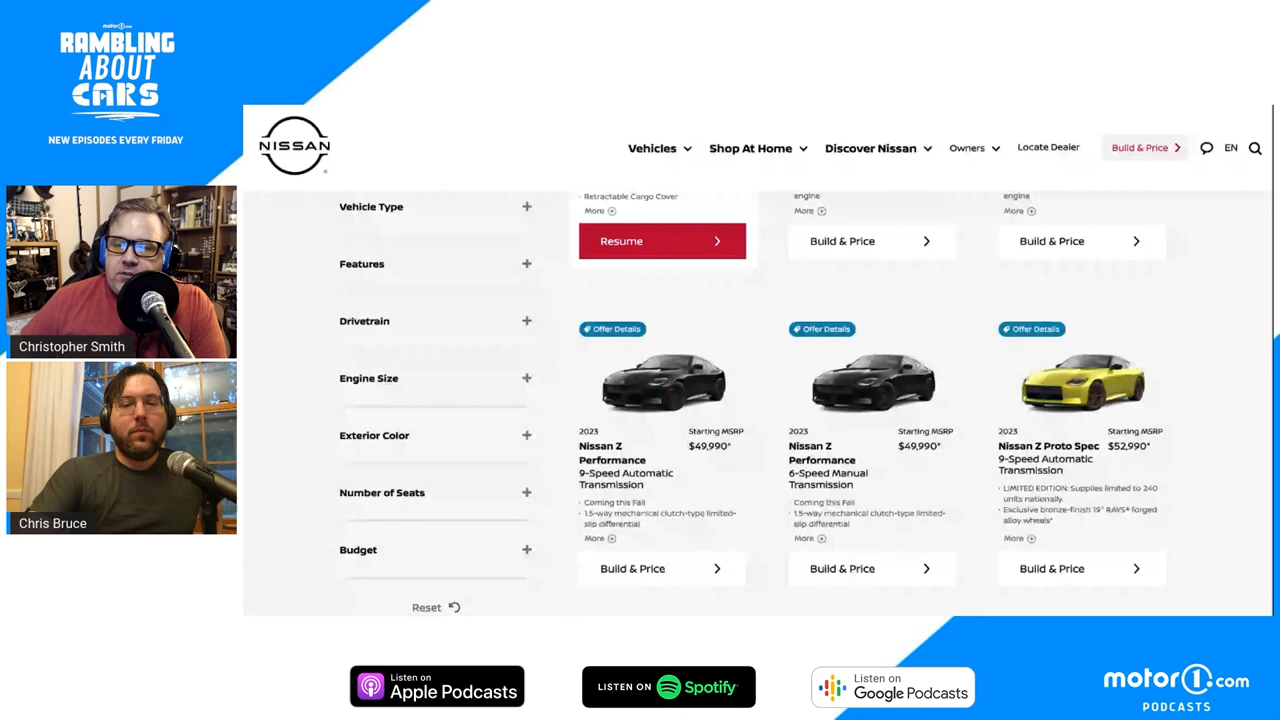 motor1.com
RAMBLING
ABOUT
CARS
NEW EPISODES EVERY FRIDAY
Christopher Smith
Chris Bruce
NISSAN
Vehicles
Shop At Home
Discover Nissan
Owners
Locate Dealer
Build & Price
EN
Vehicle Type
Features
Drivetrain
Engine Size
Exterior Color
Number of Seats
Budget
Reset
Retractable Cargo Cover
More
Resume
engine
More
Build & Price
engine
More
Build & Price
Offer Details
2023 Starting MSRP
Nissan Z $49,990*
Performance
9-Speed Automatic
Transmission
· Coming this Fall
· 1.5-way mechanical clutch-type limited-
slip differential
More
Build & Price
Offer Details
2023 Starting MSRP
Nissan Z $49,990*
Performance
6-Speed Manual
Transmission
· Coming this Fall
· 1.5-way mechanical clutch-type limited-
slip differential
More
Build & Price
Offer Details
2023 Starting MSRP
Nissan Z Proto Spec $52,990*
9-Speed Automatic
Transmission
· LIMITED EDITION: Supplies limited to 240
units nationally.
· Exclusive bronze-finish 19" RAYS® forged
alloy wheels*
More
Build & Price
Listen on
Apple Podcasts
LISTEN ON Spotify
Listen on
Google Podcasts
motor1.com
PODCASTS